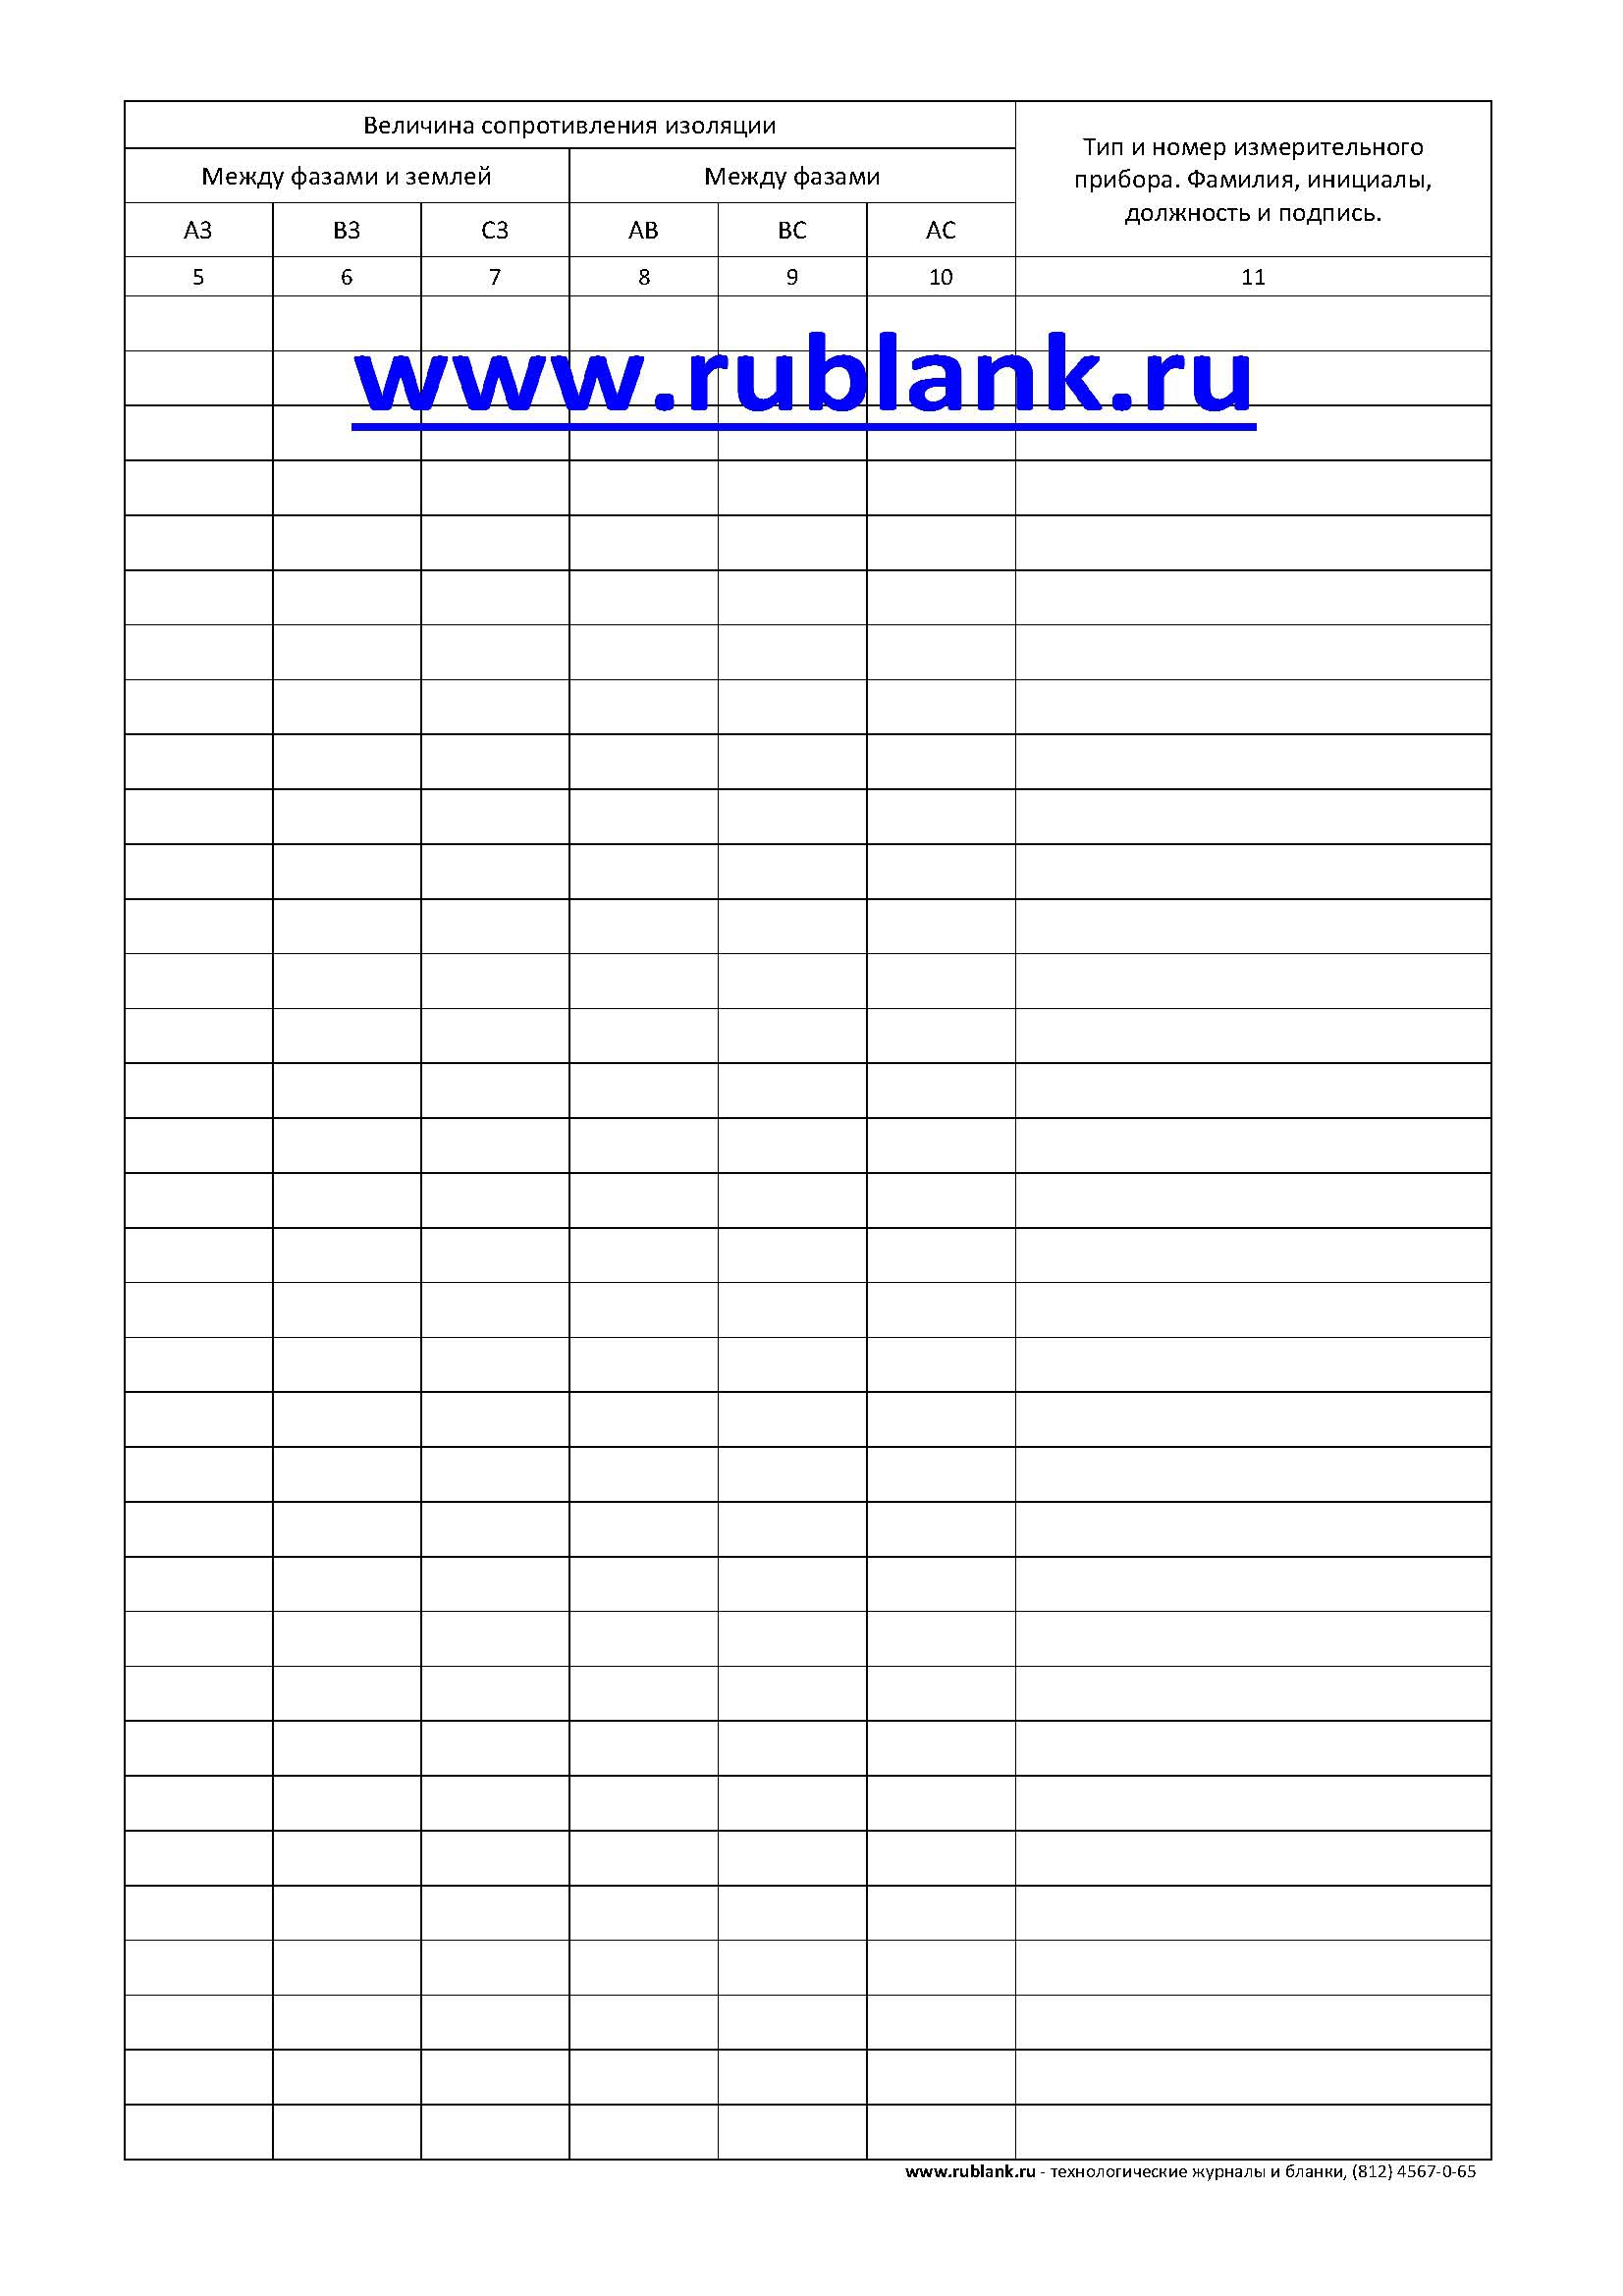 Величина сопротивления изоляции
Тип и номер измерительного
прибора. Фамилия, инициалы,
должность и подпись.
Между фазами и землей
Между фазами
АЗ
ВЗ
СЗ
АВ
ВС
АС
5
6
7
8
9
10
11
www.rublank.ru
www.rublank.ru - технологические журналы и бланки, (812) 4567-0-65